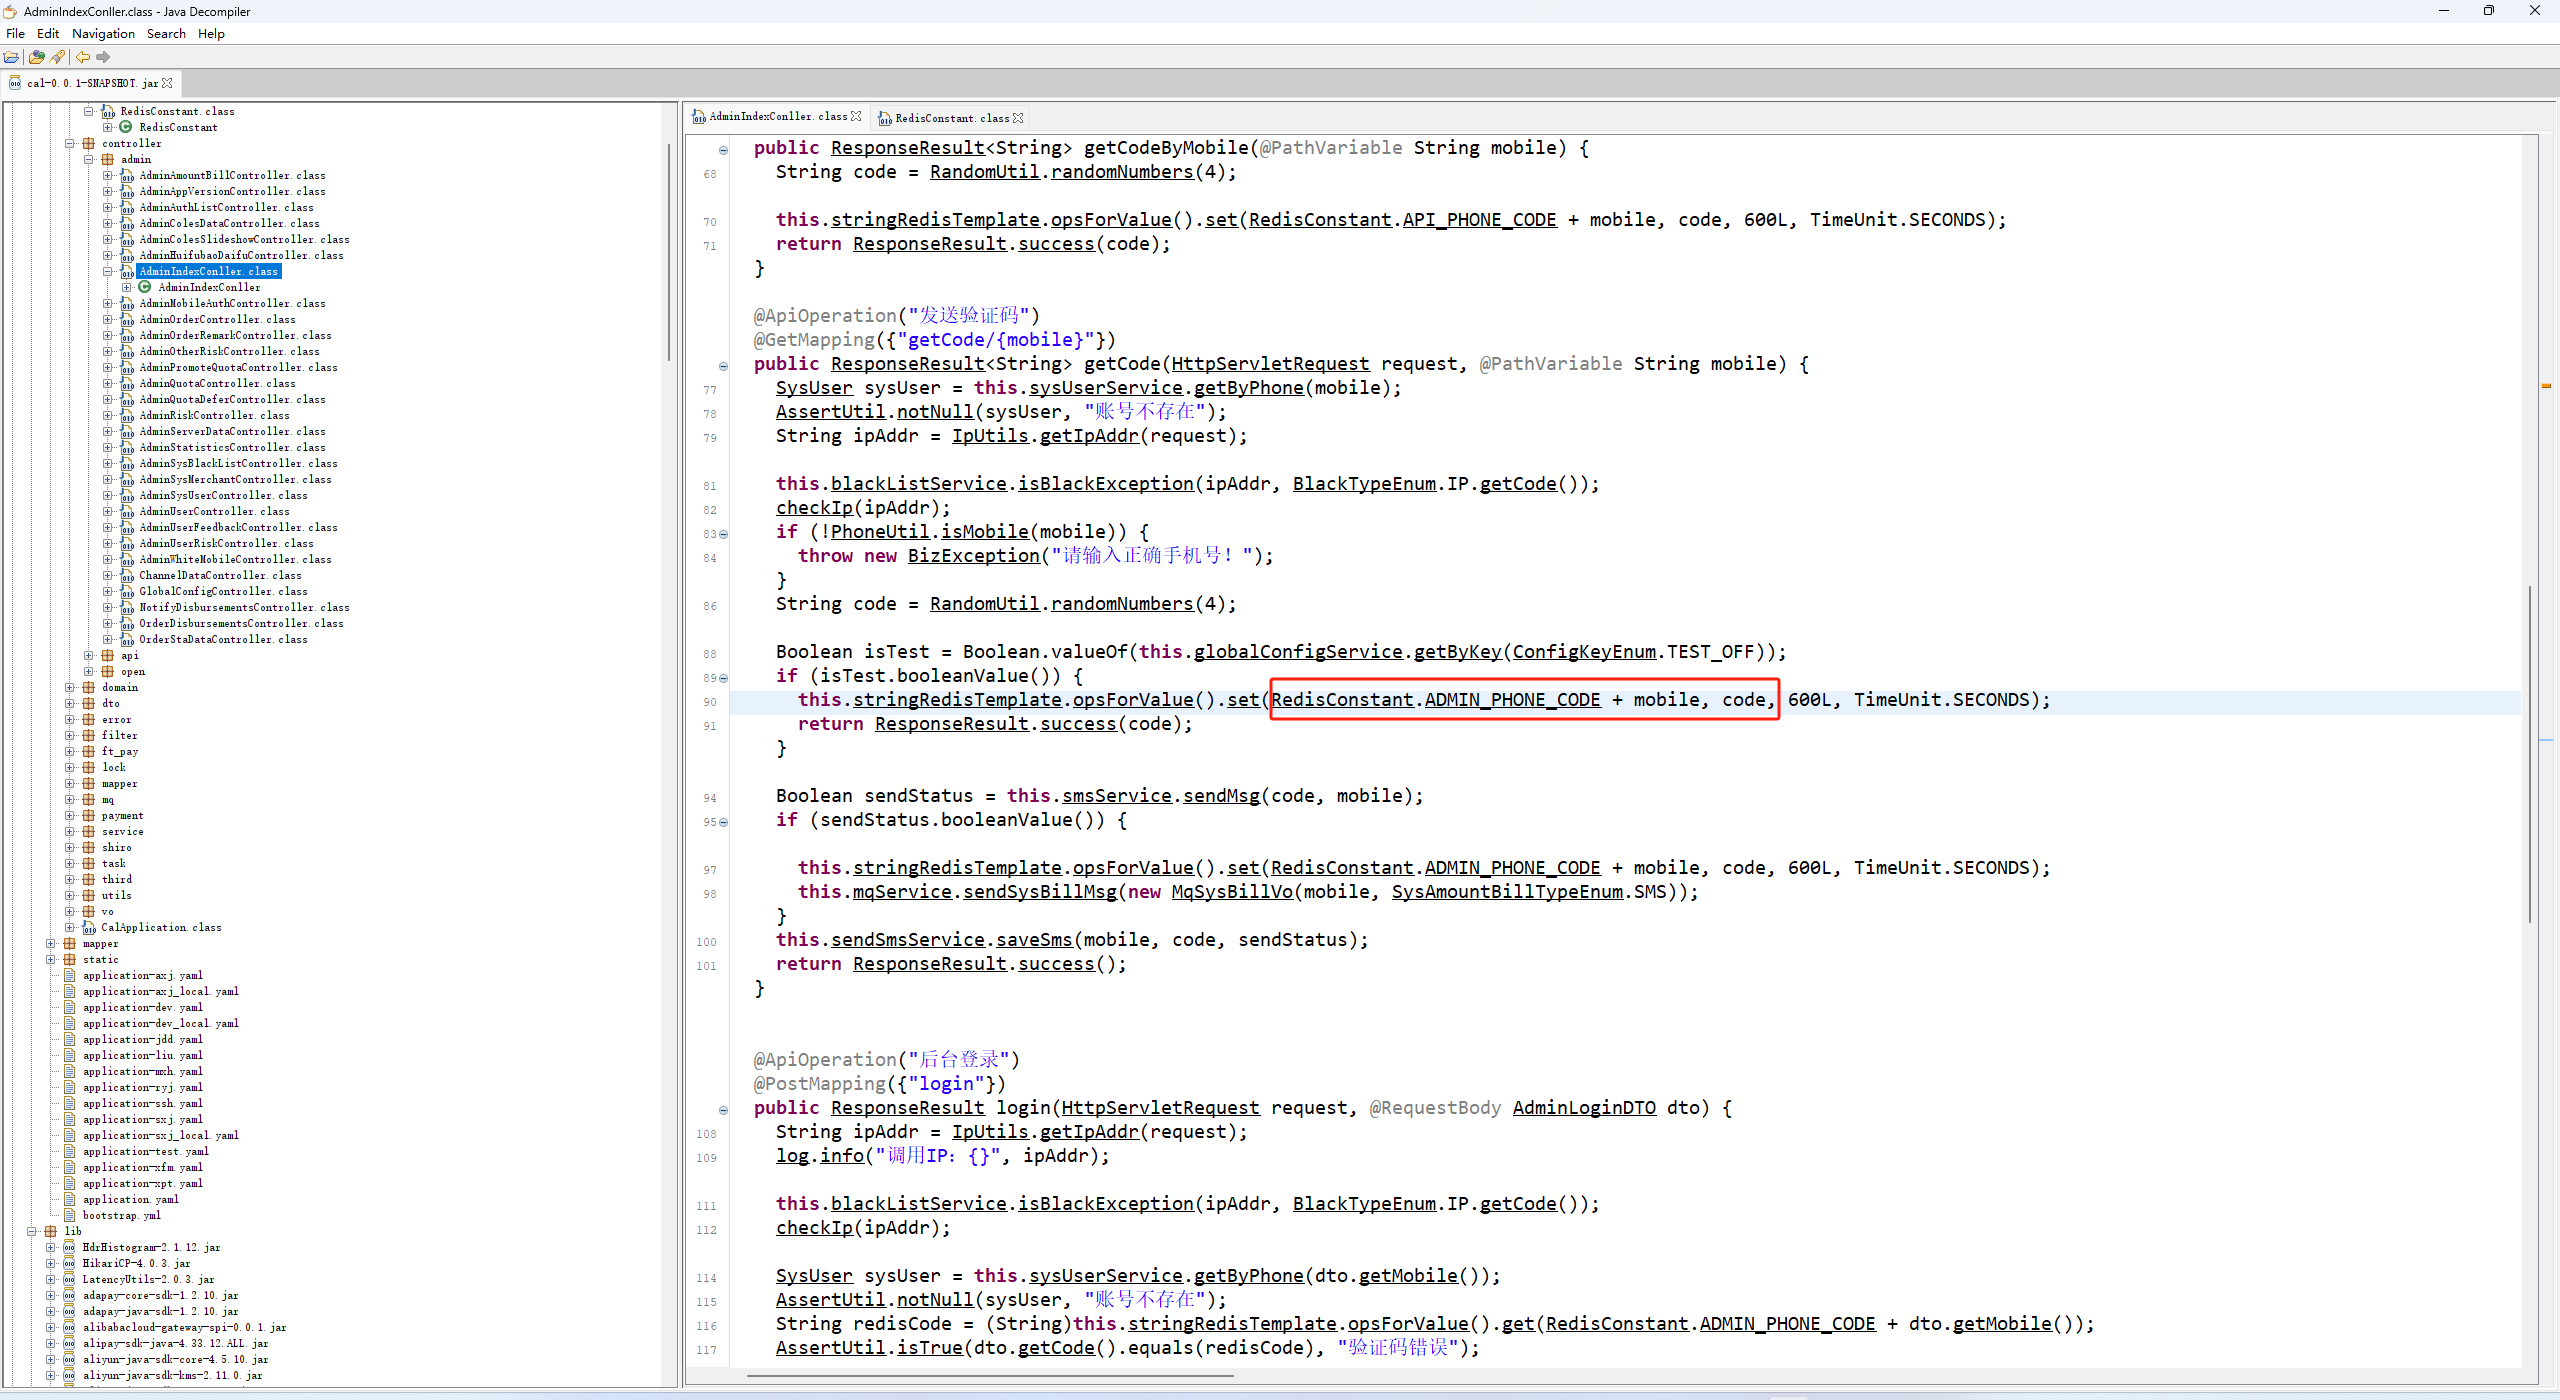 AdminIndexConller.class - Java Decompiler
File Edit Navigation Search Help
cal-0.0.1-SNAPSHOT.jar
RedisConstant.class
RedisConstant
controller
admin
AdminAmountBillController.class
AdminAppVersionController.class
AdminAuthListController.class
AdminColesDataController.class
AdminColesSlideshowController.class
AdminHuifubaoDaifuController.class
AdminIndexConller.class
AdminIndexConller
AdminMobileAuthController.class
AdminOrderController.class
AdminOrderRemarkController.class
AdminOtherRiskController.class
AdminPromoteQuotaController.class
AdminQuotaController.class
AdminQuotaDeferController.class
AdminRiskController.class
AdminServerDataController.class
AdminStatisticsController.class
AdminSysBlackListController.class
AdminSysMerchantController.class
AdminSysUserController.class
AdminUserController.class
AdminUserFeedbackController.class
AdminUserRiskController.class
AdminWhiteMobileController.class
ChannelDataController.class
GlobalConfigController.class
NotifyDisbursementsController.class
OrderDisbursementsController.class
OrderStaDataController.class
api
open
domain
dto
error
filter
ft_pay
lock
mapper
mq
payment
service
shiro
task
third
utils
vo
CalApplication.class
mapper
static
application-axj.yaml
application-axj_local.yaml
application-dev.yaml
application-dev_local.yaml
application-jdd.yaml
application-liu.yaml
application-mxh.yaml
application-ryj.yaml
application-ssh.yaml
application-sxj.yaml
application-sxj_local.yaml
application-test.yaml
application-xfm.yaml
application-xpt.yaml
application.yaml
bootstrap.yml
lib
HdrHistogram-2.1.12.jar
HikariCP-4.0.3.jar
LatencyUtils-2.0.3.jar
adapay-core-sdk-1.2.10.jar
adapay-java-sdk-1.2.10.jar
alibabacloud-gateway-spi-0.0.1.jar
alipay-sdk-java-4.33.12.ALL.jar
aliyun-java-sdk-core-4.5.10.jar
aliyun-java-sdk-kms-2.11.0.jar
AdminIndexConller.class RedisConstant.class
public ResponseResult<String> getCodeByMobile(@PathVariable String mobile) {
68 String code = RandomUtil.randomNumbers(4);
70 this.stringRedisTemplate.opsForValue().set(RedisConstant.API_PHONE_CODE + mobile, code, 600L, TimeUnit.SECONDS);
71 return ResponseResult.success(code);
}
@ApiOperation("发送验证码")
@GetMapping({"getCode/{mobile}"})
public ResponseResult<String> getCode(HttpServletRequest request, @PathVariable String mobile) {
77 SysUser sysUser = this.sysUserService.getByPhone(mobile);
78 AssertUtil.notNull(sysUser, "账号不存在");
79 String ipAddr = IpUtils.getIpAddr(request);
81 this.blackListService.isBlackException(ipAddr, BlackTypeEnum.IP.getCode());
82 checkIp(ipAddr);
83 if (!PhoneUtil.isMobile(mobile)) {
84 throw new BizException("请输入正确手机号！");
}
86 String code = RandomUtil.randomNumbers(4);
88 Boolean isTest = Boolean.valueOf(this.globalConfigService.getByKey(ConfigKeyEnum.TEST_OFF));
89 if (isTest.booleanValue()) {
90 this.stringRedisTemplate.opsForValue().set(RedisConstant.ADMIN_PHONE_CODE + mobile, code, 600L, TimeUnit.SECONDS);
91 return ResponseResult.success(code);
}
94 Boolean sendStatus = this.smsService.sendMsg(code, mobile);
95 if (sendStatus.booleanValue()) {
97 this.stringRedisTemplate.opsForValue().set(RedisConstant.ADMIN_PHONE_CODE + mobile, code, 600L, TimeUnit.SECONDS);
98 this.mqService.sendSysBillMsg(new MqSysBillVo(mobile, SysAmountBillTypeEnum.SMS));
}
100 this.sendSmsService.saveSms(mobile, code, sendStatus);
101 return ResponseResult.success();
}
@ApiOperation("后台登录")
@PostMapping({"login"})
public ResponseResult login(HttpServletRequest request, @RequestBody AdminLoginDTO dto) {
108 String ipAddr = IpUtils.getIpAddr(request);
109 log.info("调用IP：{}", ipAddr);
111 this.blackListService.isBlackException(ipAddr, BlackTypeEnum.IP.getCode());
112 checkIp(ipAddr);
114 SysUser sysUser = this.sysUserService.getByPhone(dto.getMobile());
115 AssertUtil.notNull(sysUser, "账号不存在");
116 String redisCode = (String)this.stringRedisTemplate.opsForValue().get(RedisConstant.ADMIN_PHONE_CODE + dto.getMobile());
117 AssertUtil.isTrue(dto.getCode().equals(redisCode), "验证码错误");